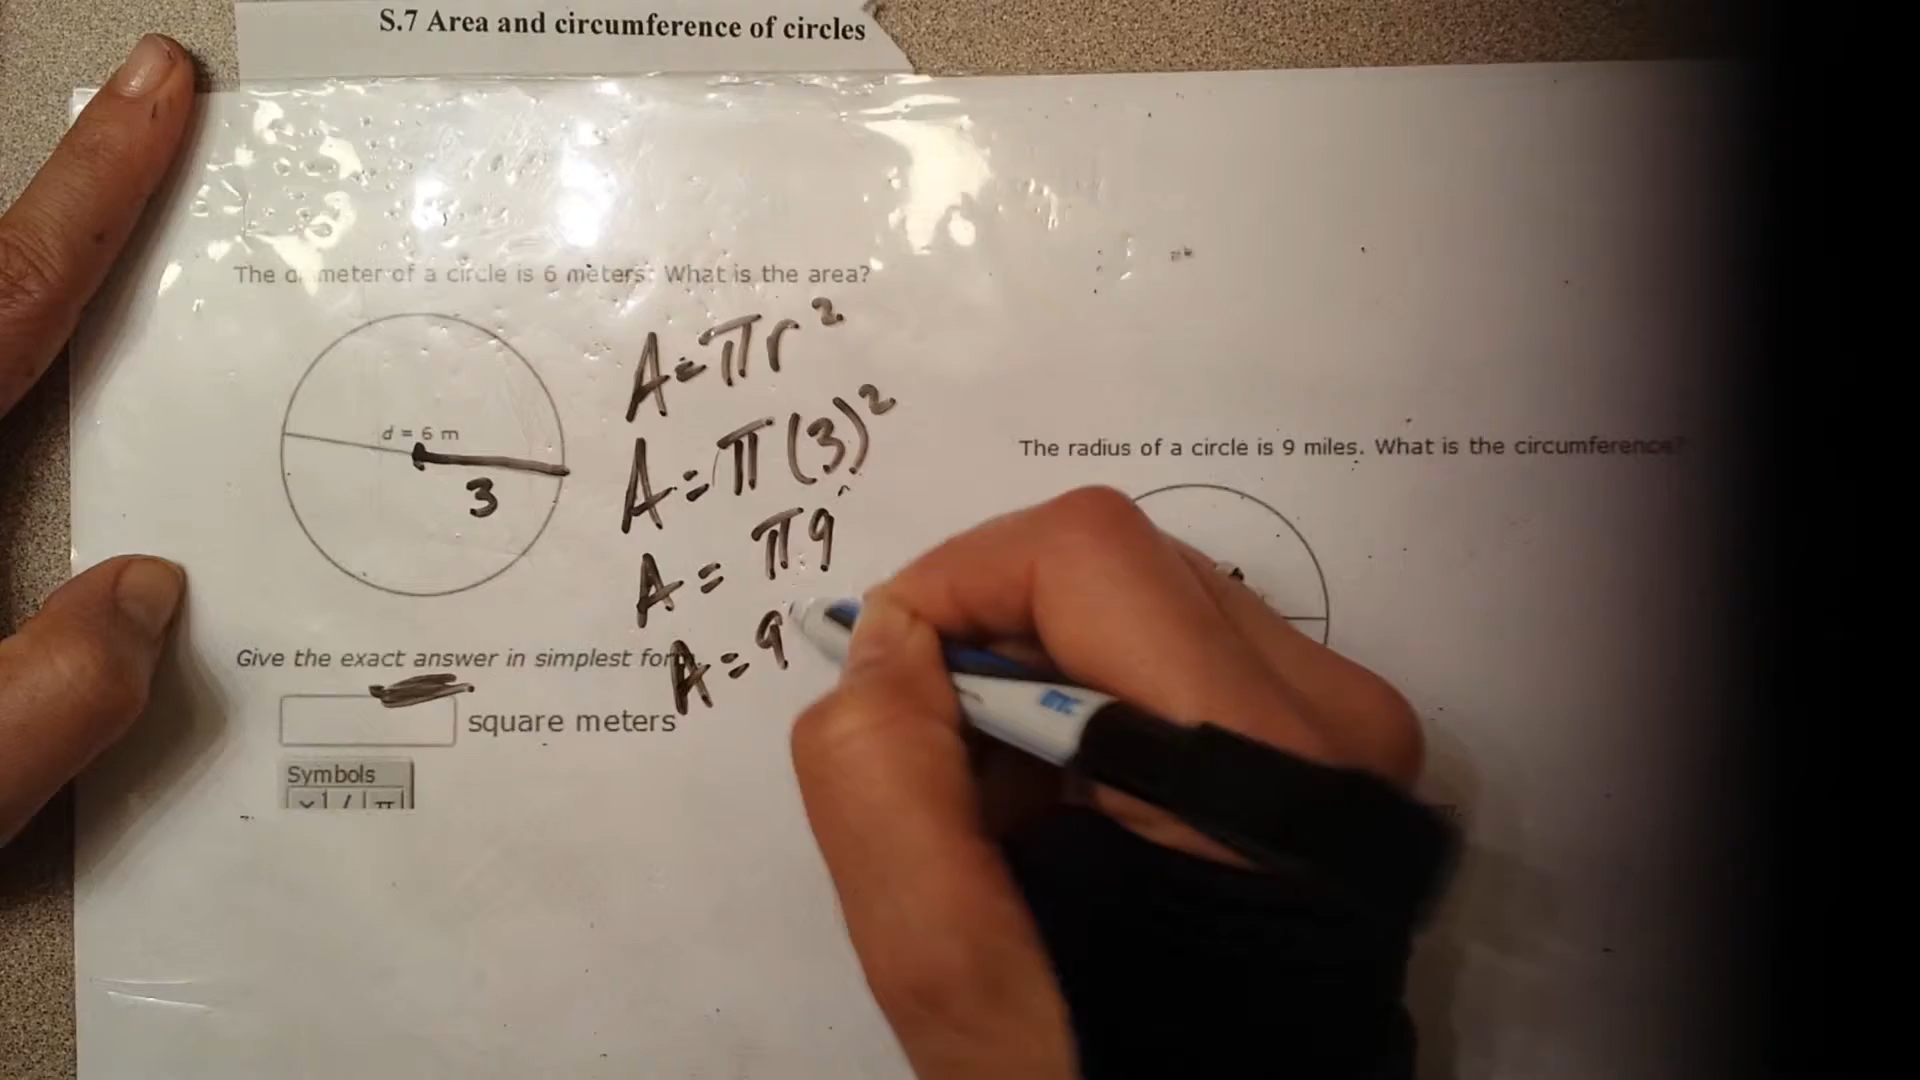 S.7 Area and circumference of circles
The meter of a circle is 6 meters. What is the area?
A = πr²
A = π(3)²
d = 6 m
3
A = π9
A = 9
The radius of a circle is 9 miles. What is the circumference?
Give the exact answer in simplest
square meters
Symbols